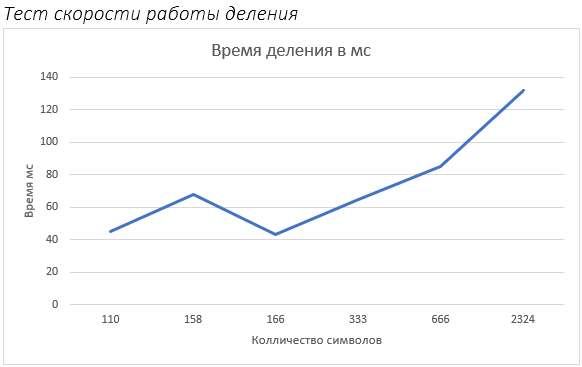 Тест скорости работы деления
Время деления в мс
140
120
100
80
60
40
20
0
Время мс
110 158 166 333 666 2324
Колличество символов